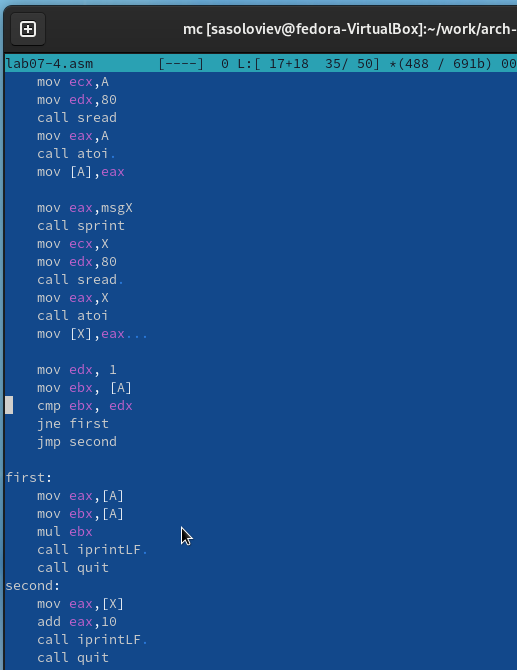 mc [sasoloviev@fedora-VirtualBox]:~/work/arch-
lab07-4.asm [----] 0 L:[ 17+18 35/ 50] *(488 / 691b) 00
mov ecx,A
mov edx,80
call sread
mov eax,A
call atoi.
mov [A],eax
mov eax,msgX
call sprint
mov ecx,X
mov edx,80
call sread.
mov eax,X
call atoi
mov [X],eax...
mov edx, 1
mov ebx, [A]
cmp ebx, edx
jne first
jmp second
first:
mov eax,[A]
mov ebx,[A]
mul ebx
call iprintLF.
call quit
second:
mov eax,[X]
add eax,10
call iprintLF.
call quit